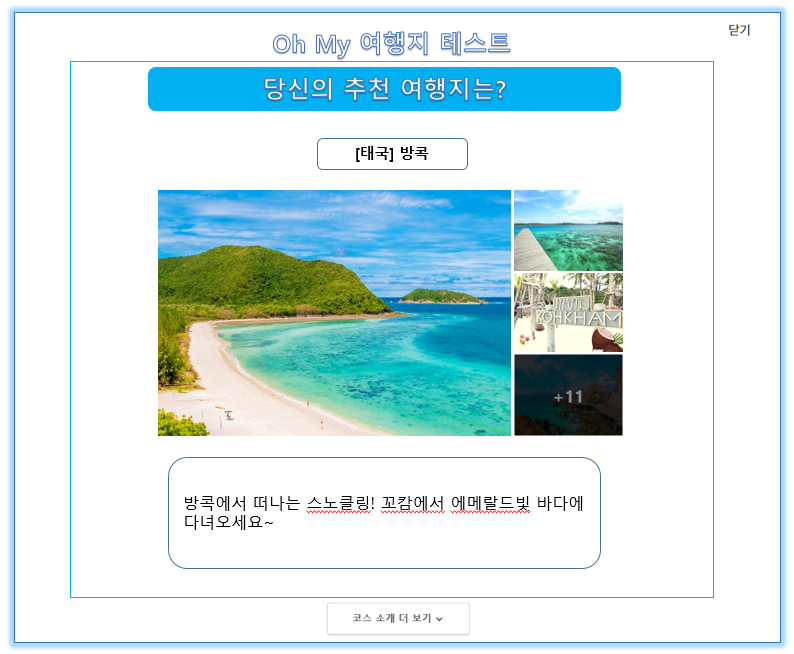 닫기
Oh My 여행지 테스트
당신의 추천 여행지는?
[태국] 방콕
KOHKHAM
+11
방콕에서 떠나는 스노클링! 꼬캄에서 에메랄드빛 바다에
다녀오세요~
코스 소개 더 보기